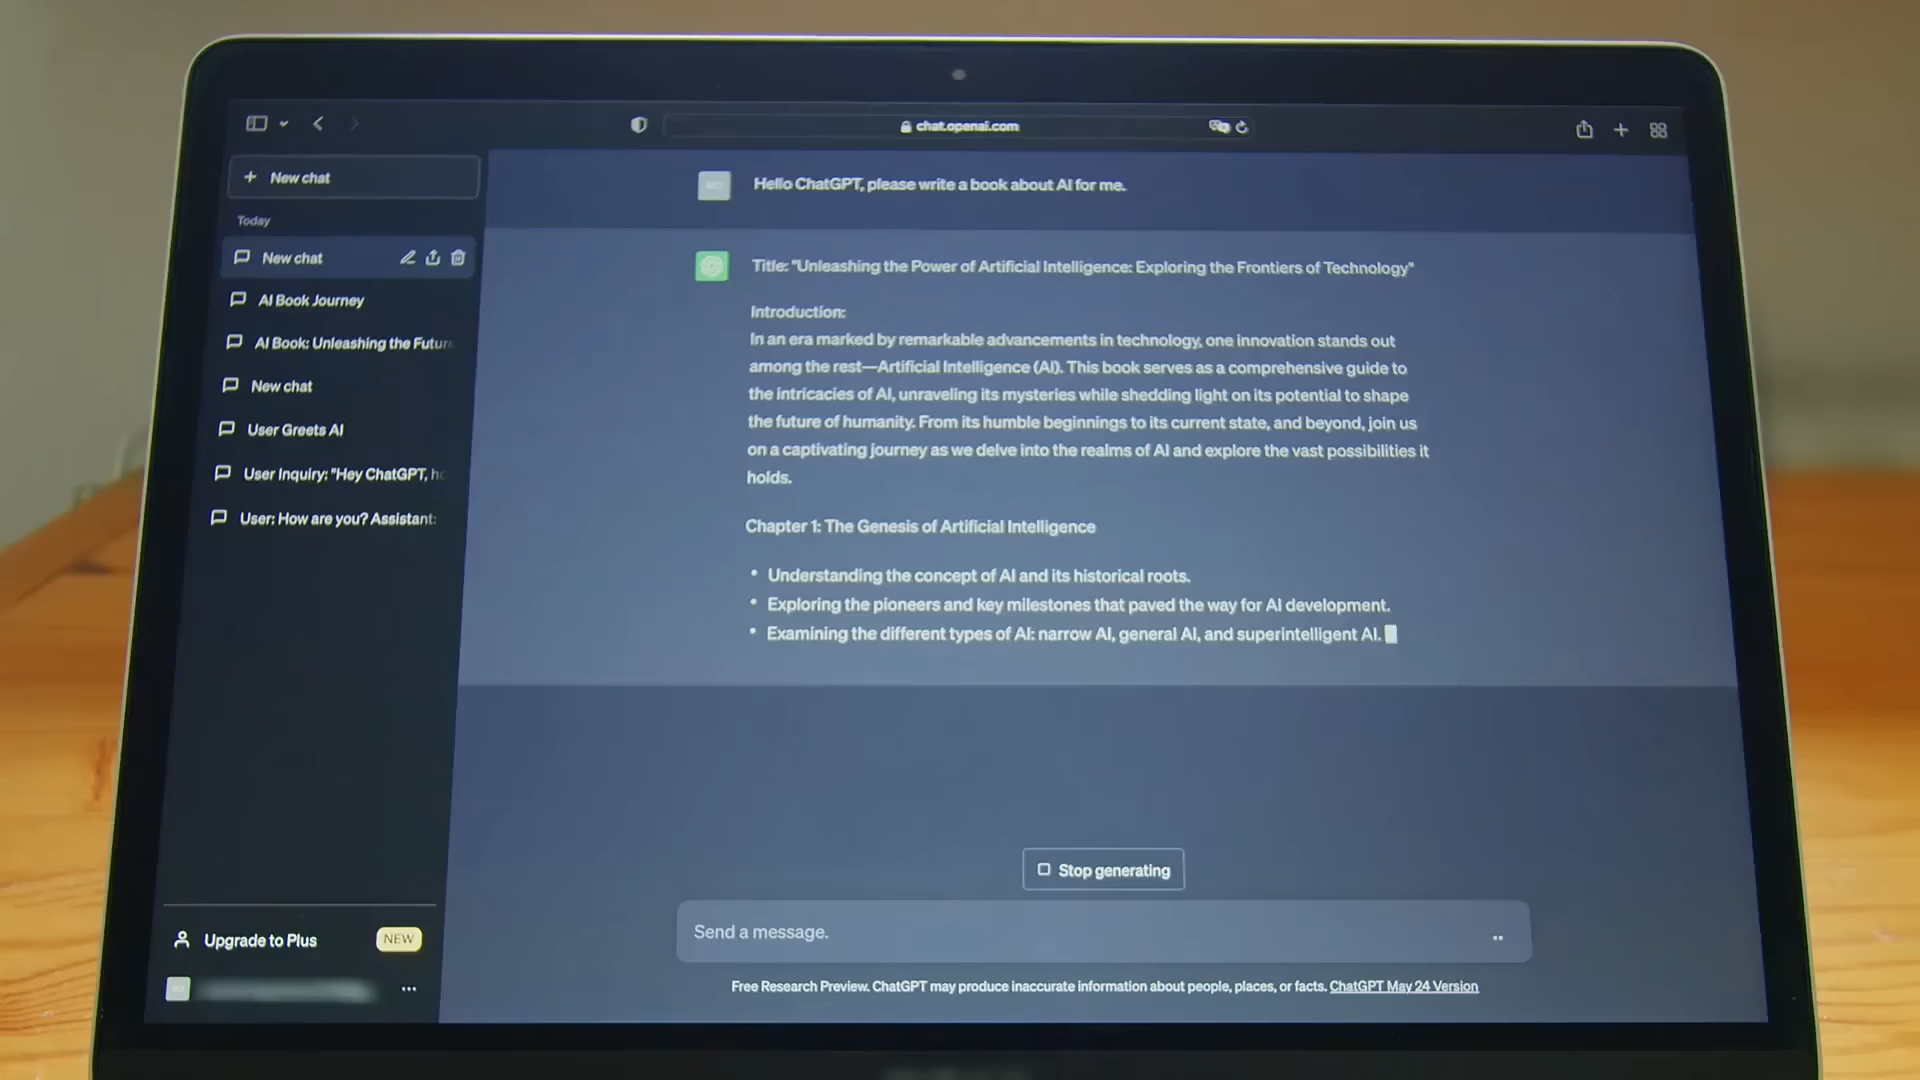 chat.openai.com
New chat
Today
New chat
AI Book Journey
AI Book: Unleashing the Future
New chat
User Greets AI
User Inquiry: "Hey ChatGPT, ho
User: How are you? Assistant:
Upgrade to Plus
NEW
Hello ChatGPT, please write a book about AI for me.
Title: "Unleashing the Power of Artificial Intelligence: Exploring the Frontiers of Technology"
Introduction:
In an era marked by remarkable advancements in technology, one innovation stands out
among the rest—Artificial Intelligence (AI). This book serves as a comprehensive guide to
the intricacies of AI, unraveling its mysteries while shedding light on its potential to shape
the future of humanity. From its humble beginnings to its current state, and beyond, join us
on a captivating journey as we delve into the realms of AI and explore the vast possibilities it
holds.
Chapter 1: The Genesis of Artificial Intelligence
• Understanding the concept of AI and its historical roots.
• Exploring the pioneers and key milestones that paved the way for AI development.
• Examining the different types of AI: narrow AI, general AI, and superintelligent AI.
Stop generating
Send a message.
Free Research Preview. ChatGPT may produce inaccurate information about people, places, or facts. ChatGPT May 24 Version